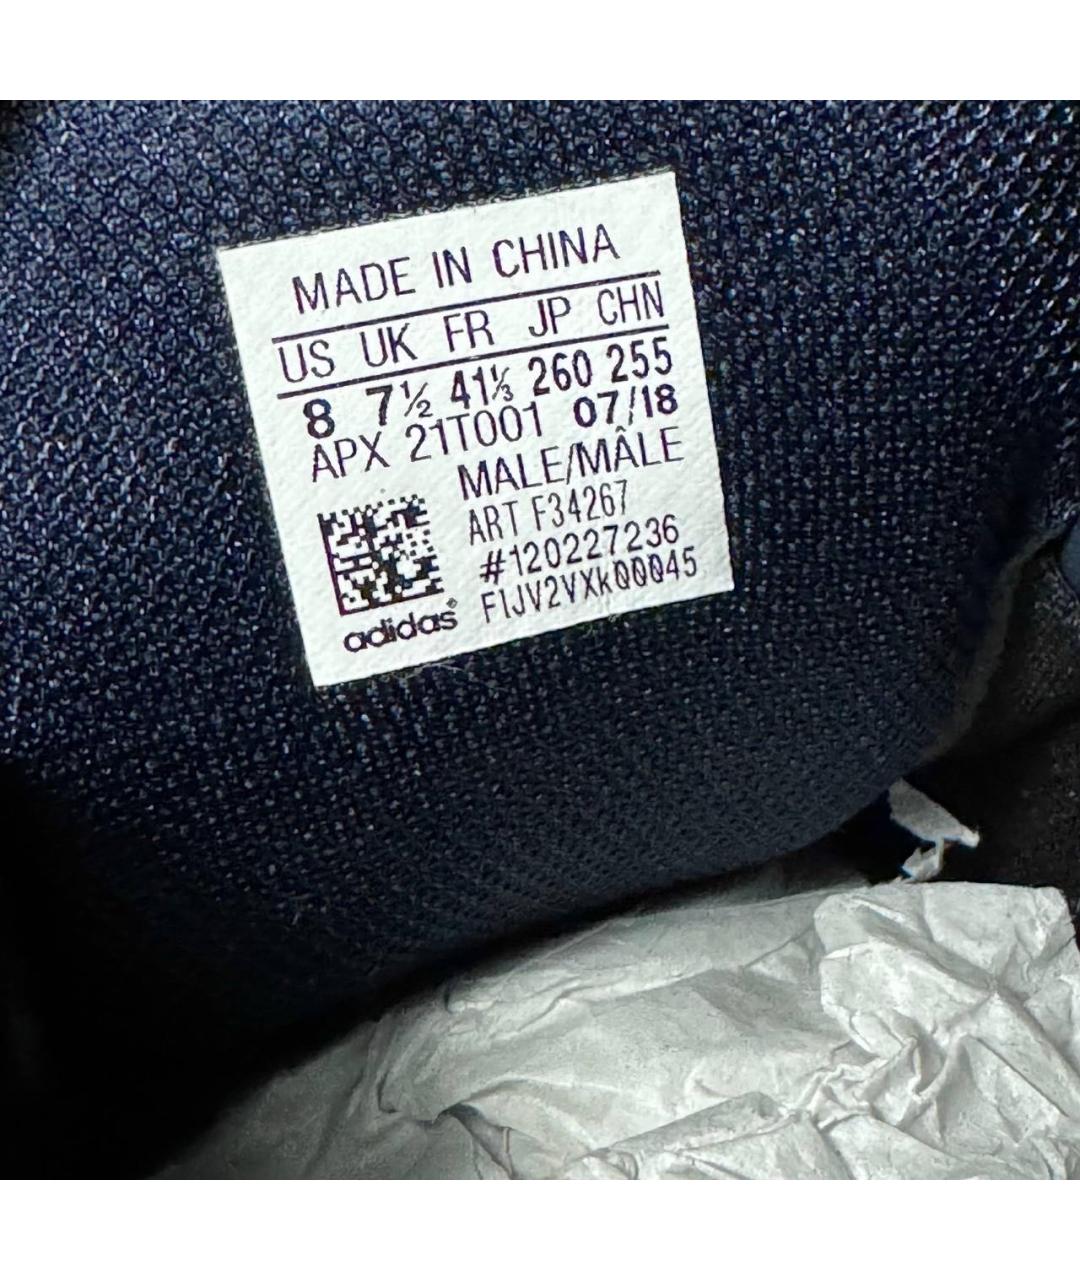 MADE IN CHINA
US UK FR JP CHN
8 7½ 41⅓ 260 255
APX 21T001 07/18
MALE/MÂLE
ART F34267
#120227236
FIJV2VXK00045
adidas®